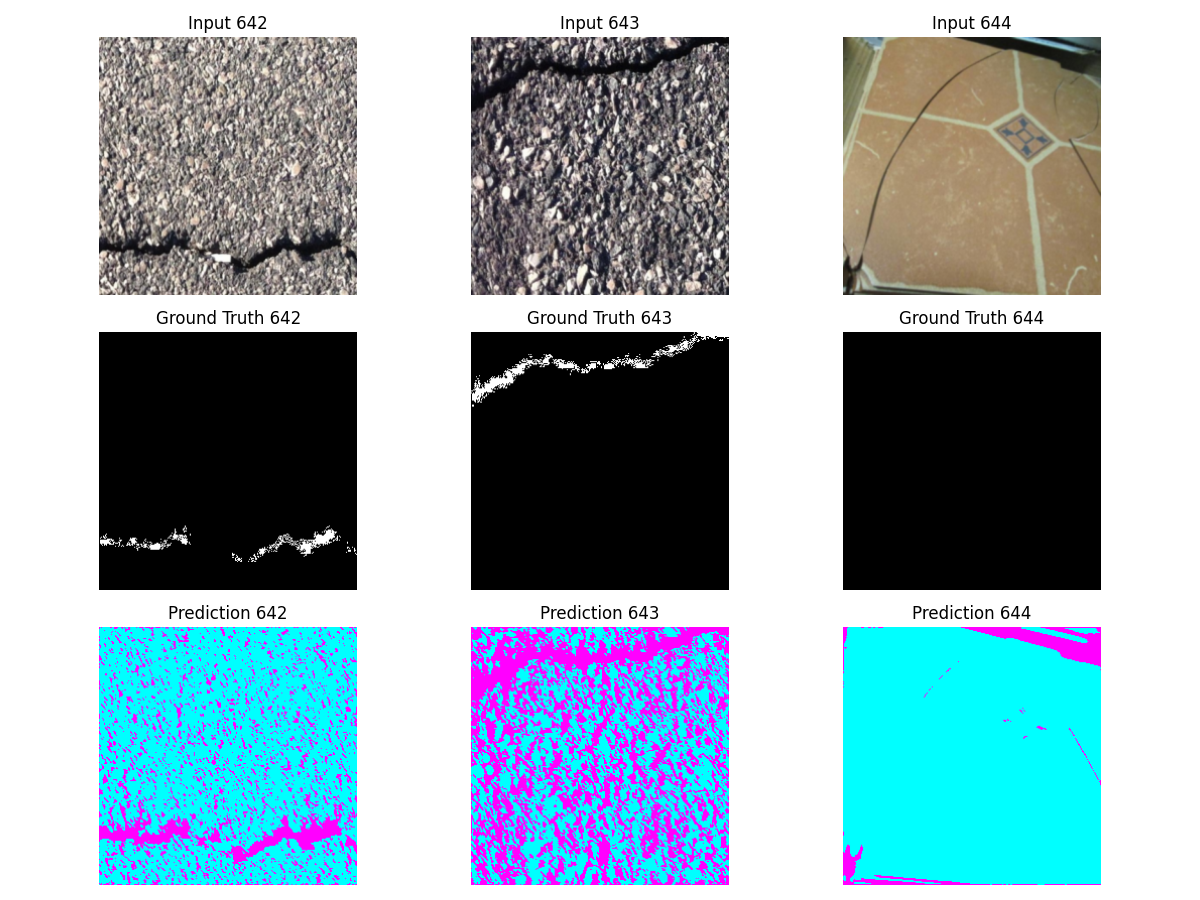 Input 642
Input 643
Input 644
Ground Truth 642
Ground Truth 643
Ground Truth 644
Prediction 642
Prediction 643
Prediction 644